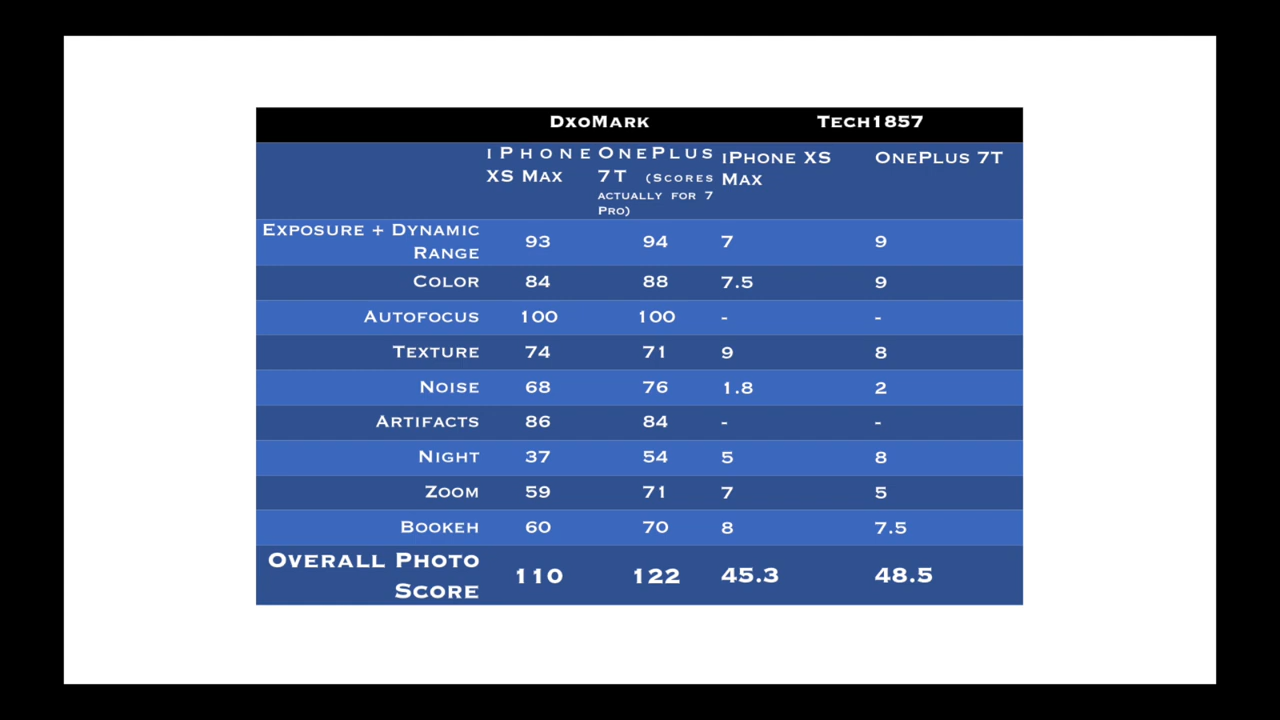 DxoMark Tech1857
iPhone XS Max OnePlus 7T (Scores actually for 7 Pro) iPhone XS Max OnePlus 7T
Exposure + Dynamic Range 93 94 7 9
Color 84 88 7.5 9
Autofocus 100 100 - -
Texture 74 71 9 8
Noise 68 76 1.8 2
Artifacts 86 84 - -
Night 37 54 5 8
Zoom 59 71 7 5
Bookeh 60 70 8 7.5
Overall Photo Score 110 122 45.3 48.5